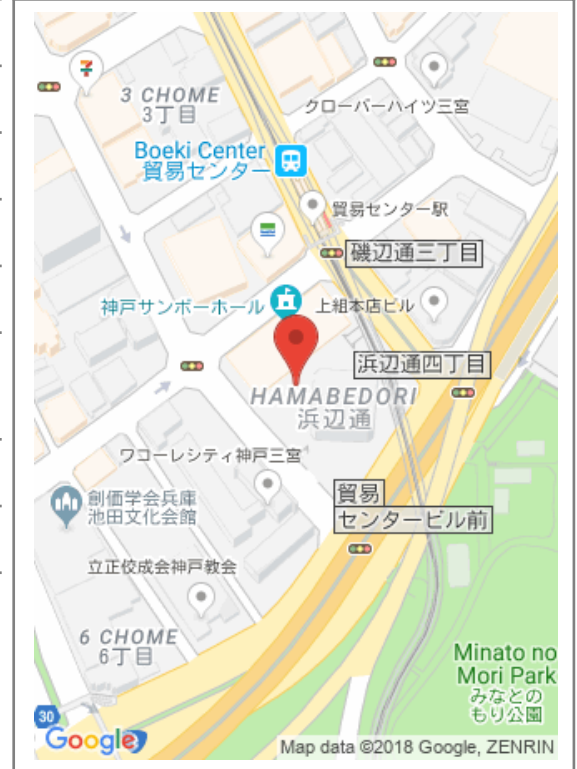 3 CHOME
3丁目
クローバーハイツ三宮
Boeki Center
貿易センター
貿易センター駅
磯辺通三丁目
神戸サンボーホール
上組本店ビル
浜辺通四丁目
HAMABEDORI
浜辺通
ワコーレシティ神戸三宮
貿易
センタービル前
創価学会兵庫
池田文化会館
立正佼成会神戸教会
6 CHOME
6丁目
Minato no
Mori Park
みなとの
もり公園
30
Google
Map data ©2018 Google, ZENRIN